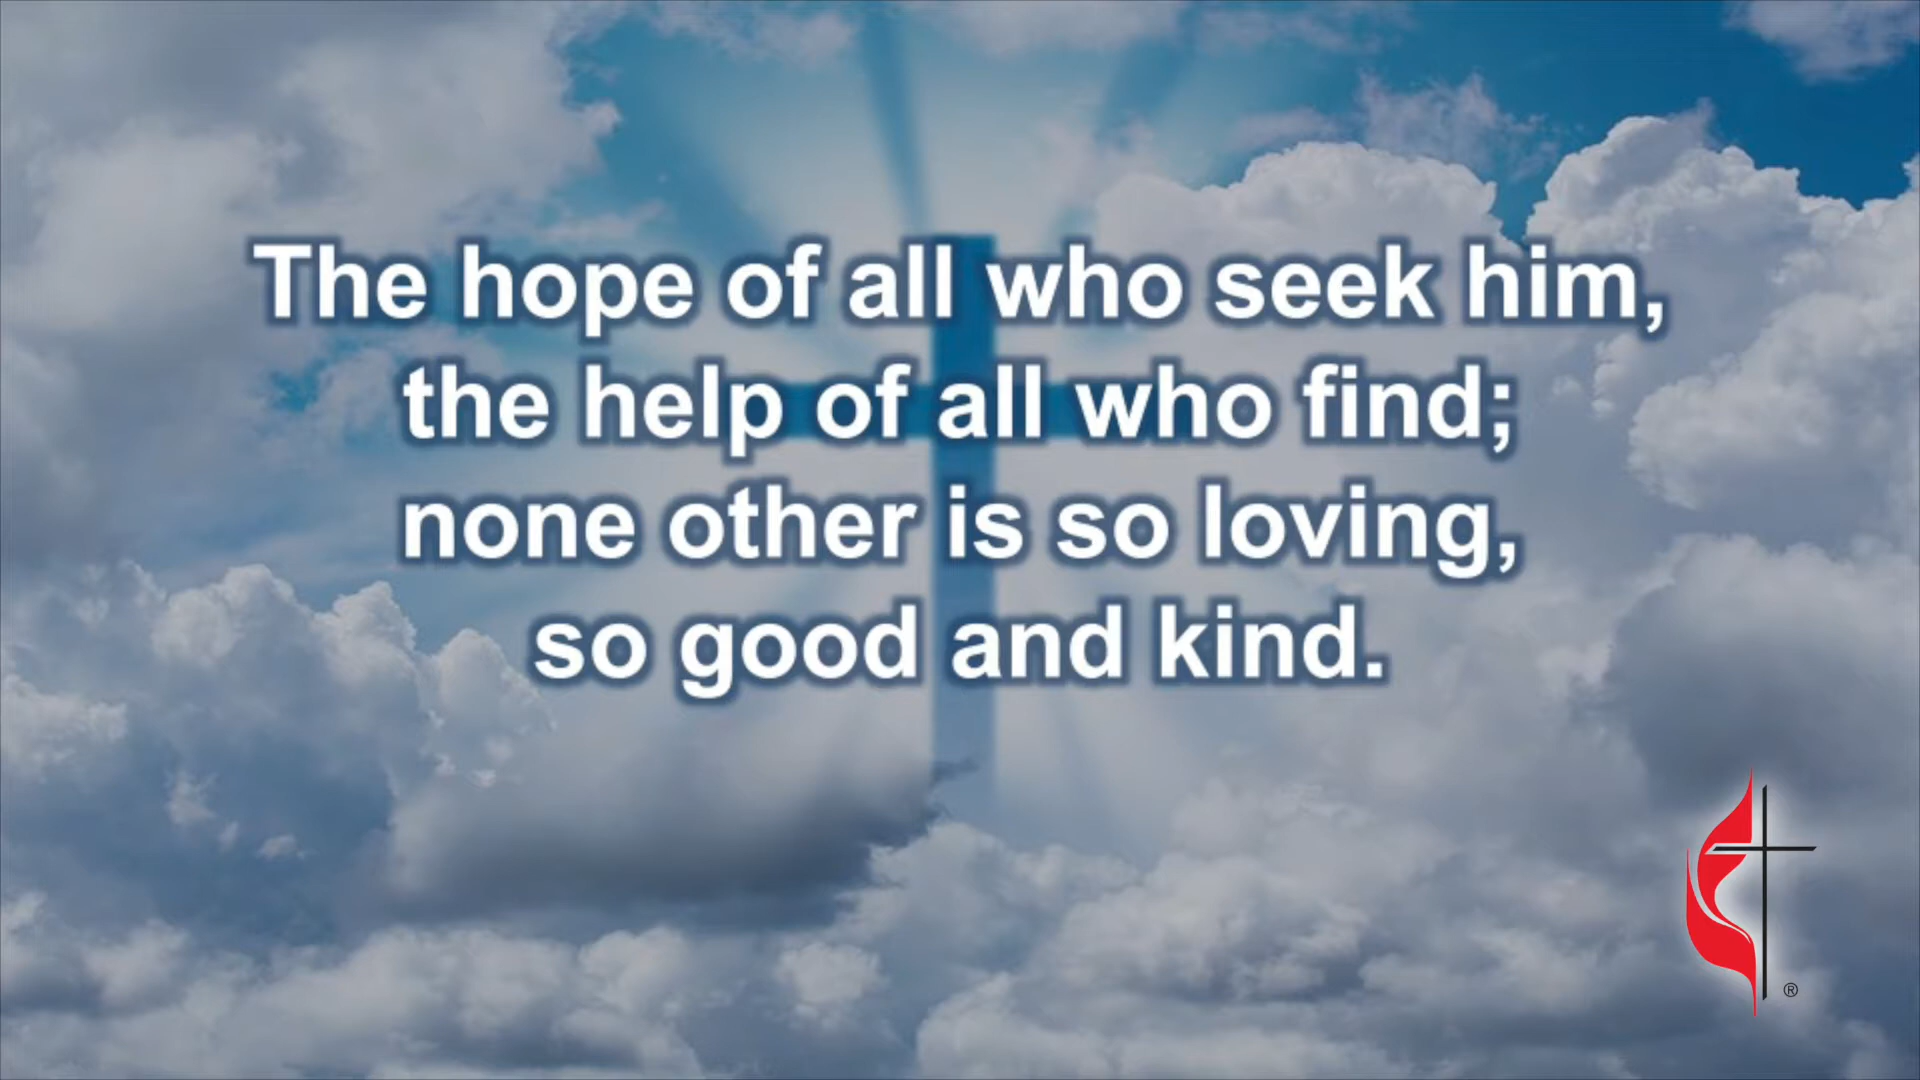 The hope of all who seek him,
the help of all who find;
none other is so loving,
so good and kind.
®